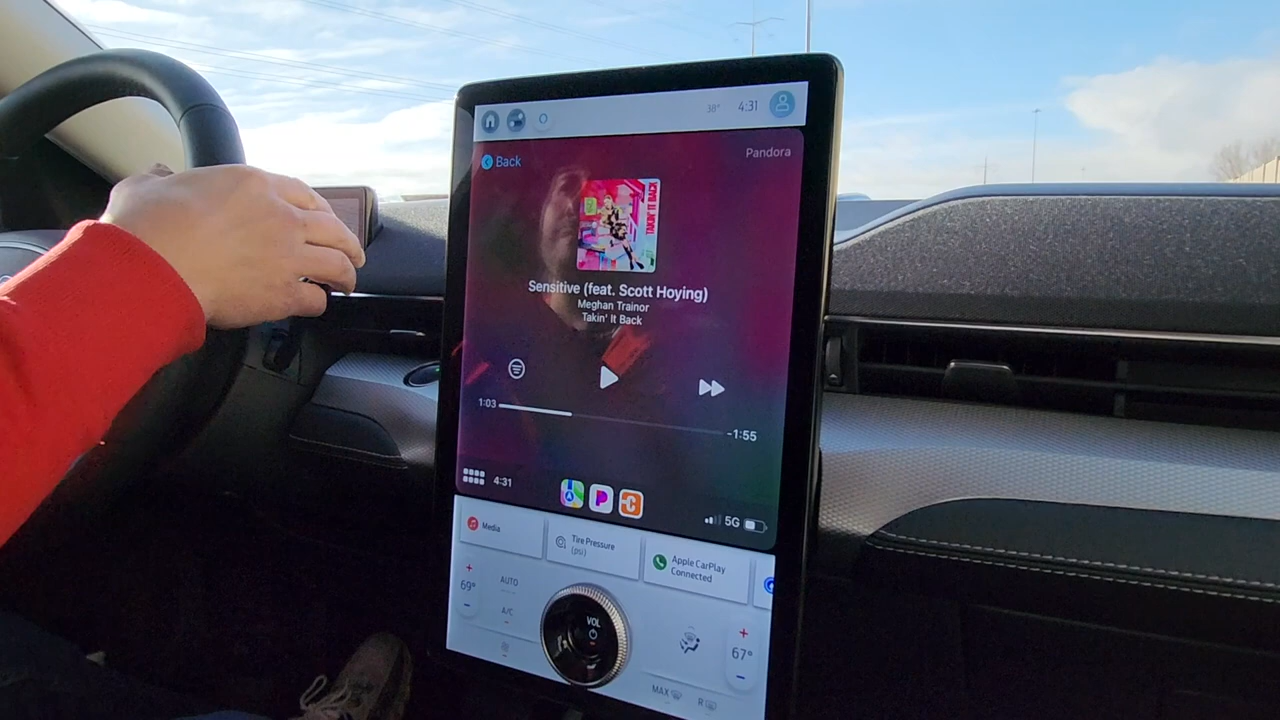 38° 4:31
Back
Pandora
TAKIN' IT BACK
Sensitive (feat. Scott Hoying)
Meghan Trainor
Takin' It Back
1:03
-1:55
4:31
5G
Media
Tire Pressure
(psi)
Apple CarPlay
Connected
+
69°
−
AUTO
A/C
VOL
+
67°
−
MAX
R